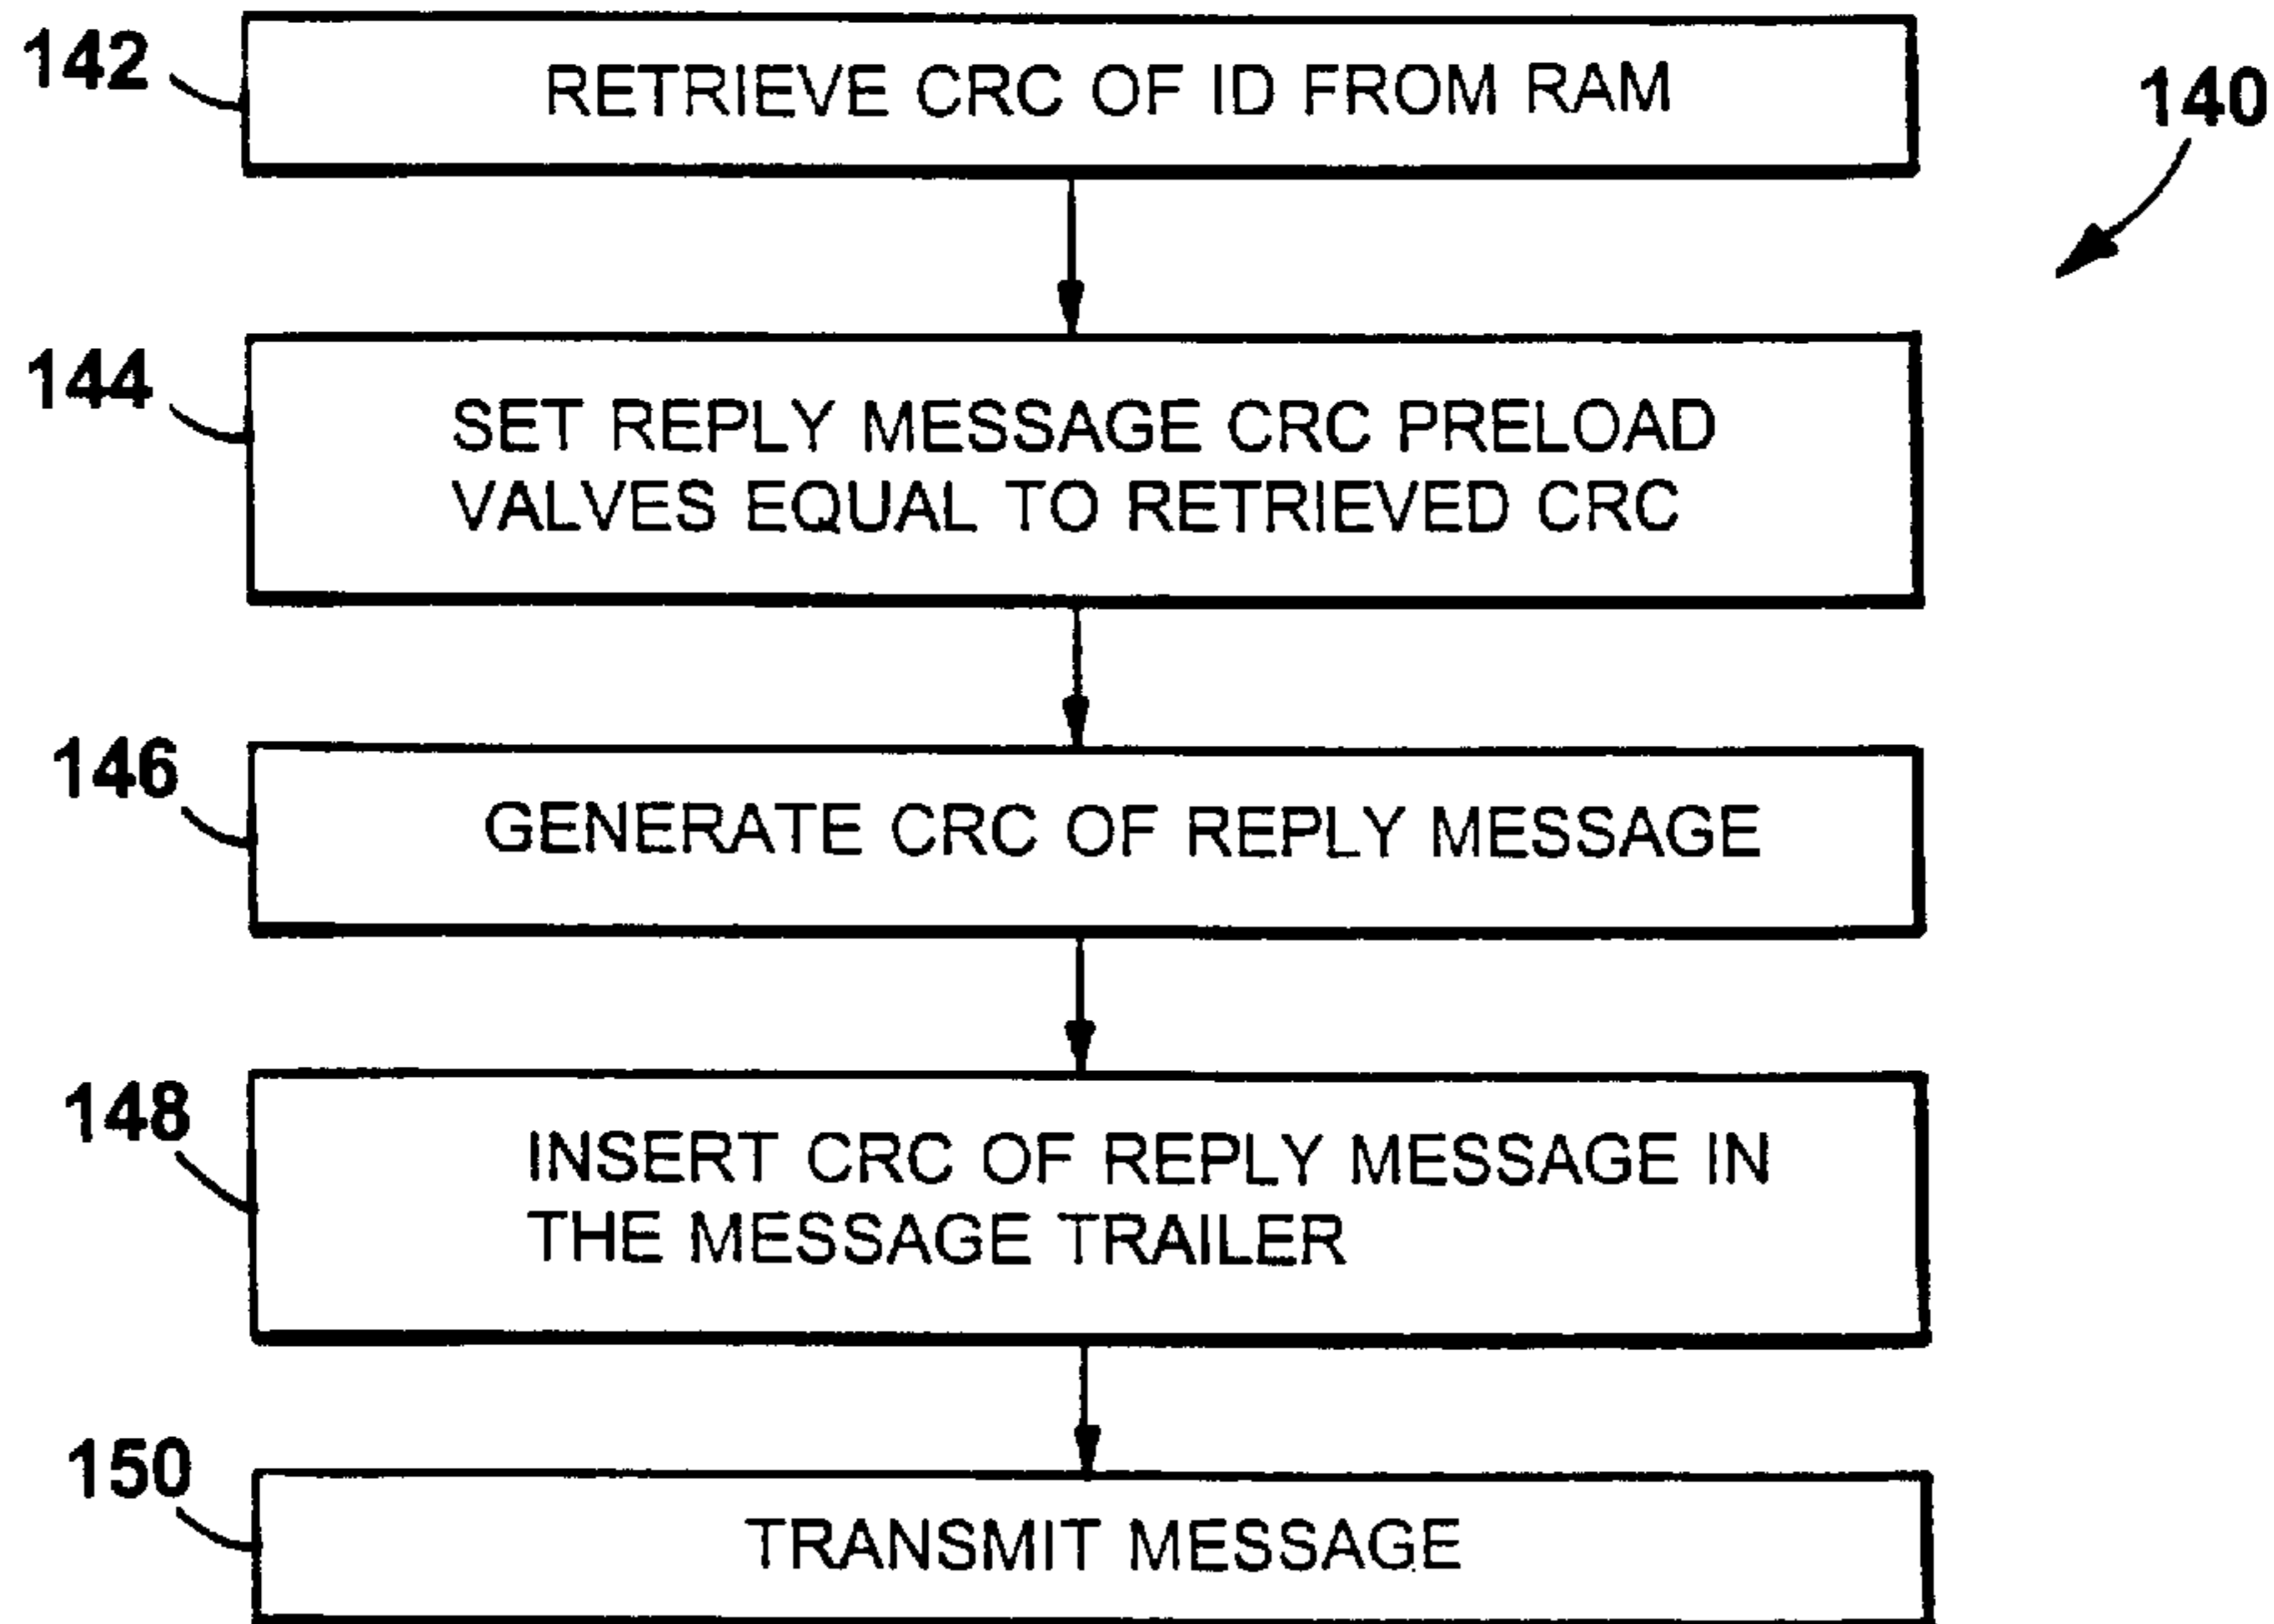 142
RETRIEVE CRC OF ID FROM RAM
140
144
SET REPLY MESSAGE CRC PRELOAD
VALVES EQUAL TO RETRIEVED CRC
146
GENERATE CRC OF REPLY MESSAGE
148
INSERT CRC OF REPLY MESSAGE IN
THE MESSAGE TRAILER
150
TRANSMIT MESSAGE